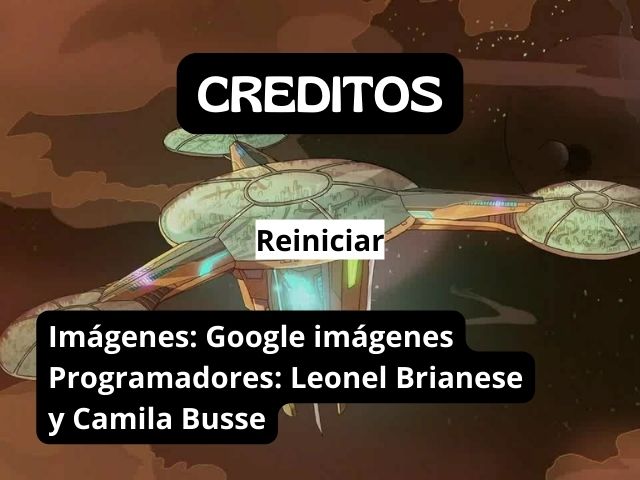 CREDITOS
Reiniciar
Imágenes: Google imágenes
Programadores: Leonel Brianese
y Camila Busse